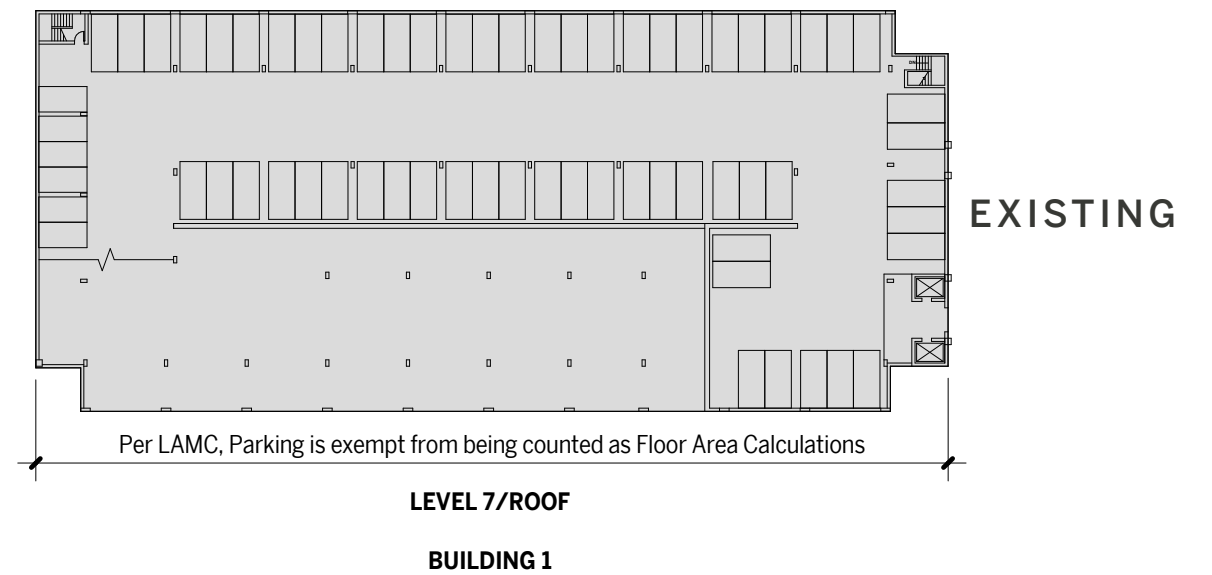 EXISTING
Per LAMC, Parking is exempt from being counted as Floor Area Calculations
LEVEL 7/ROOF
BUILDING 1